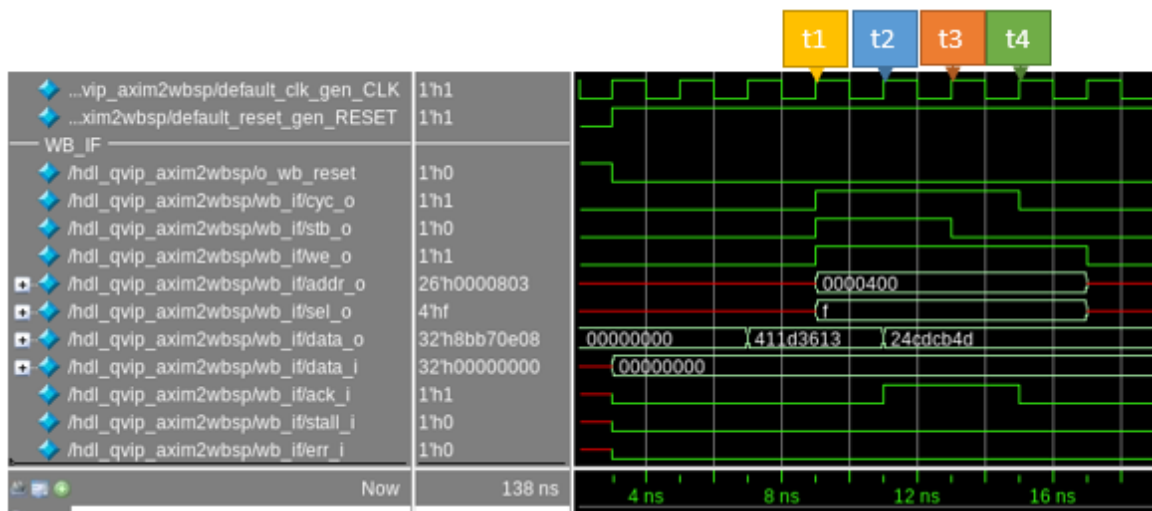 t1 t2 t3 t4
...vip_axim2wbsp/default_clk_gen_CLK 1'h1
...xim2wbsp/default_reset_gen_RESET 1'h1
WB_IF
/hdl_qvip_axim2wbsp/o_wb_reset 1'h0
/hdl_qvip_axim2wbsp/wb_if/cyc_o 1'h1
/hdl_qvip_axim2wbsp/wb_if/stb_o 1'h0
/hdl_qvip_axim2wbsp/wb_if/we_o 1'h1
/hdl_qvip_axim2wbsp/wb_if/addr_o 26'h0000803 0000400
/hdl_qvip_axim2wbsp/wb_if/sel_o 4'hf f
/hdl_qvip_axim2wbsp/wb_if/data_o 32'h8bb70e08 00000000 411d3613 24cdcb4d
/hdl_qvip_axim2wbsp/wb_if/data_i 32'h00000000 00000000
/hdl_qvip_axim2wbsp/wb_if/ack_i 1'h1
/hdl_qvip_axim2wbsp/wb_if/stall_i 1'h0
/hdl_qvip_axim2wbsp/wb_if/err_i 1'h0
Now 138 ns 4 ns 8 ns 12 ns 16 ns